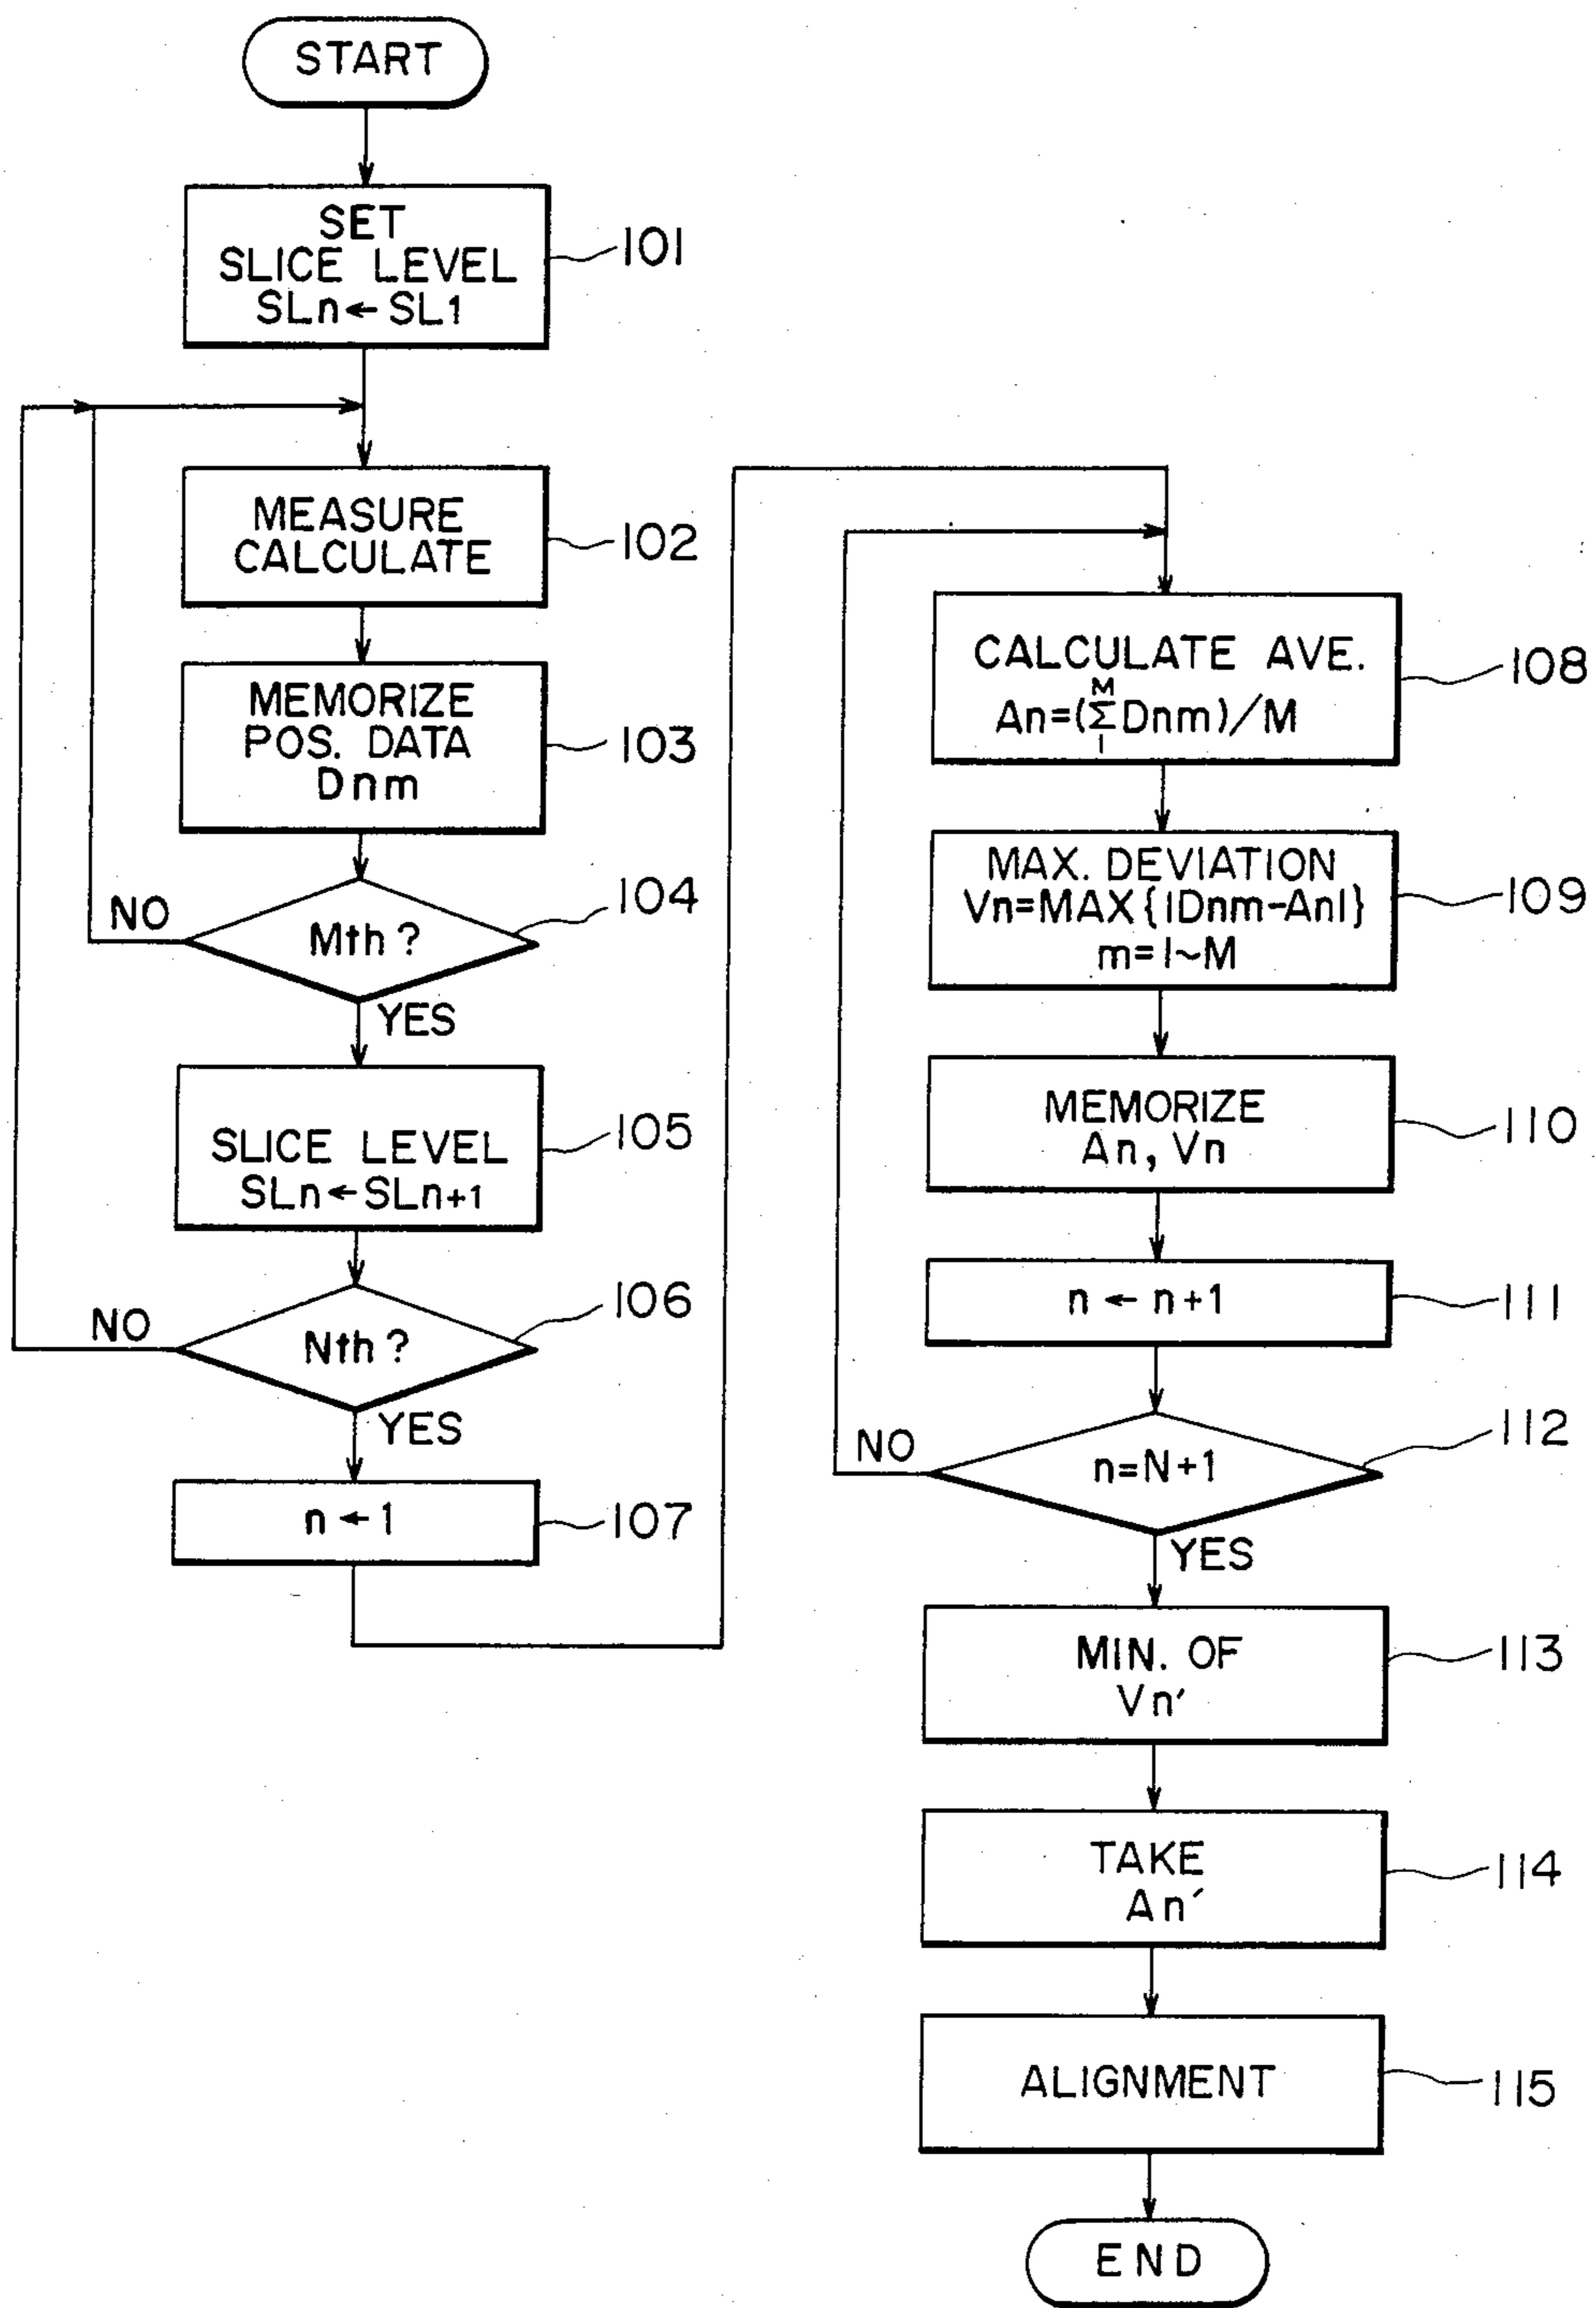 START
SET
SLICE LEVEL
SLn ← SL1
101
MEASURE
CALCULATE
102
MEMORIZE
POS. DATA
Dnm
103
NO
Mth ?
104
YES
SLICE LEVEL
SLn ← SLn+1
105
NO
Nth ?
106
YES
n ← 1
107
CALCULATE AVE.
M
An=(Σ Dnm)/M
1
108
MAX. DEVIATION
Vn=MAX{|Dnm-An|}
m=1~M
109
MEMORIZE
An, Vn
110
n ← n+1
111
NO
n=N+1
112
YES
MIN. OF
Vn′
113
TAKE
An′
114
ALIGNMENT
115
END